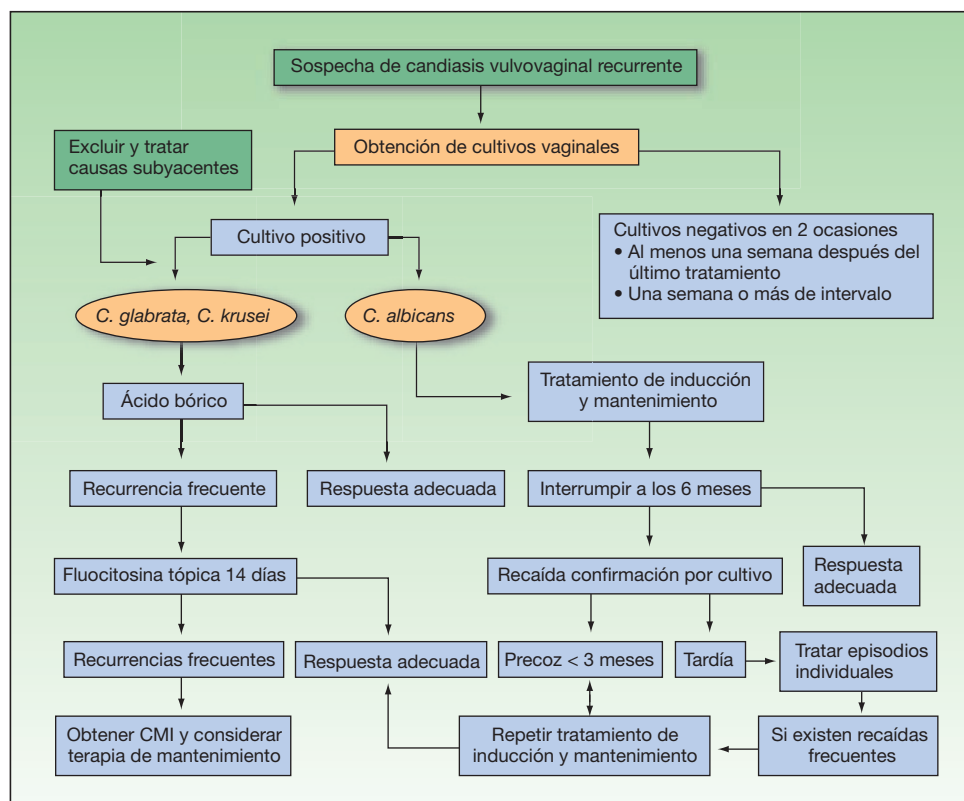 Sospecha de candiasis vulvovaginal recurrente
Excluir y tratar
causas subyacentes
Obtención de cultivos vaginales
Cultivo positivo
Cultivos negativos en 2 ocasiones
• Al menos una semana después del
último tratamiento
• Una semana o más de intervalo
C. glabrata, C. krusei
C. albicans
Ácido bórico
Tratamiento de inducción
y mantenimiento
Recurrencia frecuente
Respuesta adecuada
Interrumpir a los 6 meses
Fluocitosina tópica 14 días
Recaída confirmación por cultivo
Respuesta
adecuada
Recurrencias frecuentes
Respuesta adecuada
Precoz < 3 meses
Tardía
Tratar episodios
individuales
Obtener CMI y considerar
terapia de mantenimiento
Repetir tratamiento de
inducción y mantenimiento
Si existen recaídas
frecuentes